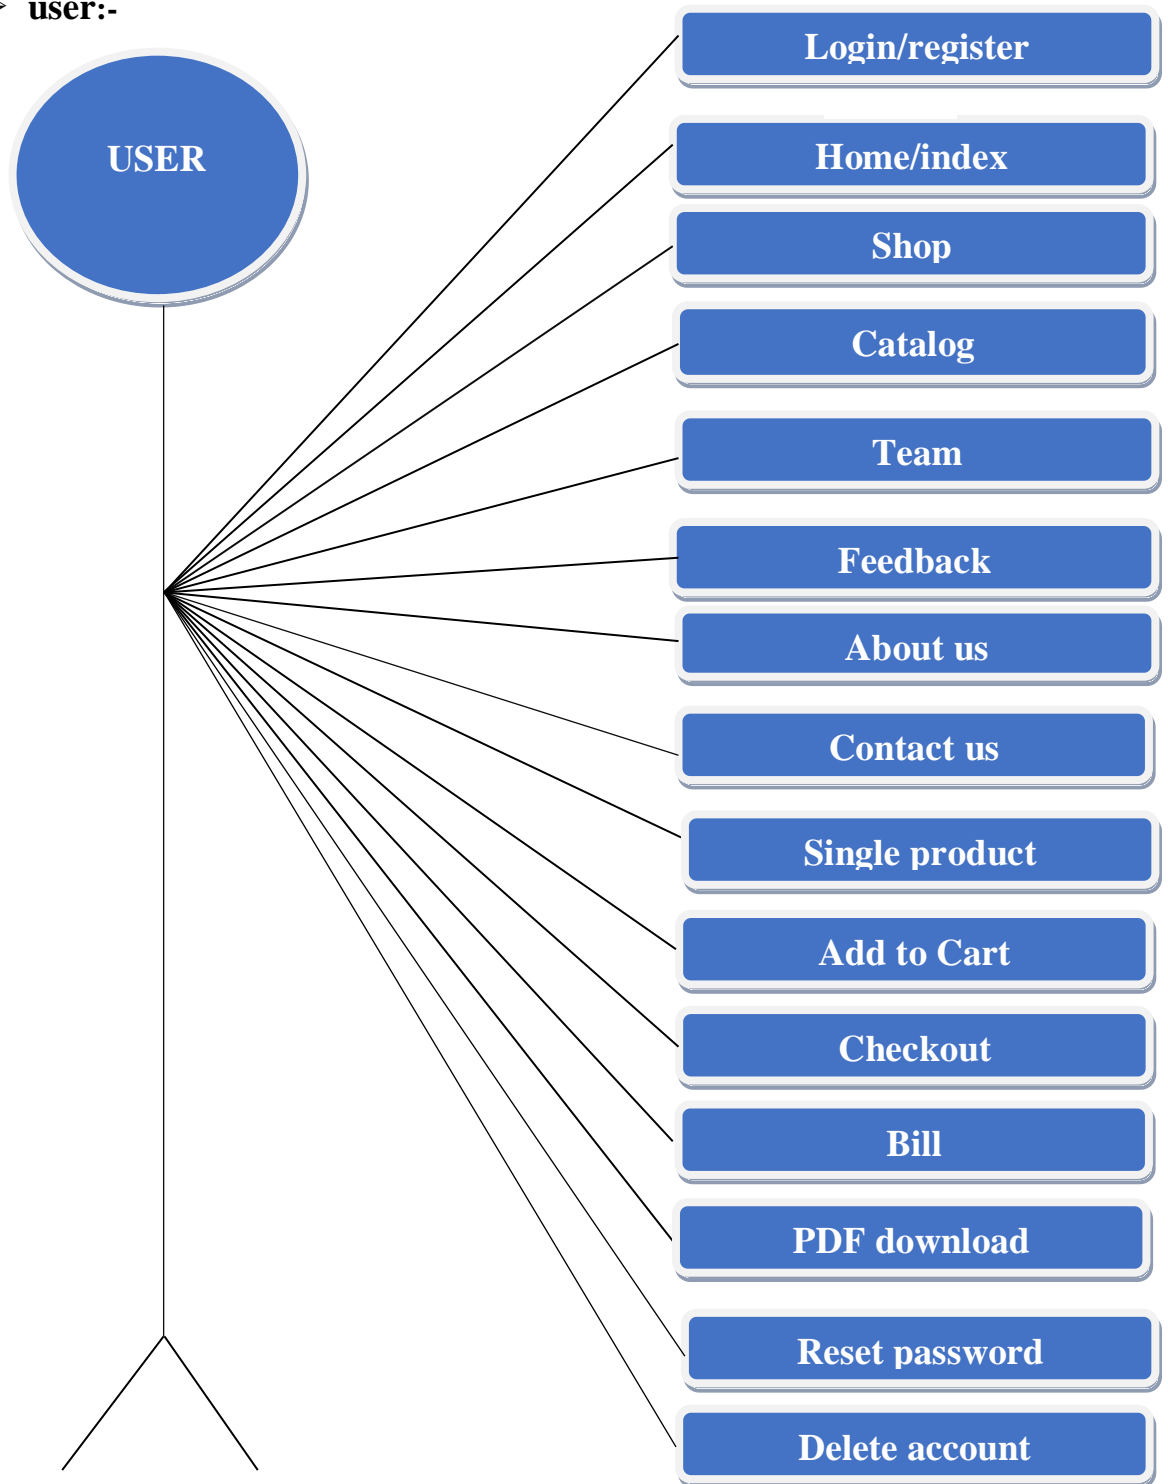 user:-
USER
Login/register
Home/index
Shop
Catalog
Team
Feedback
About us
Contact us
Single product
Add to Cart
Checkout
Bill
PDF download
Reset password
Delete account